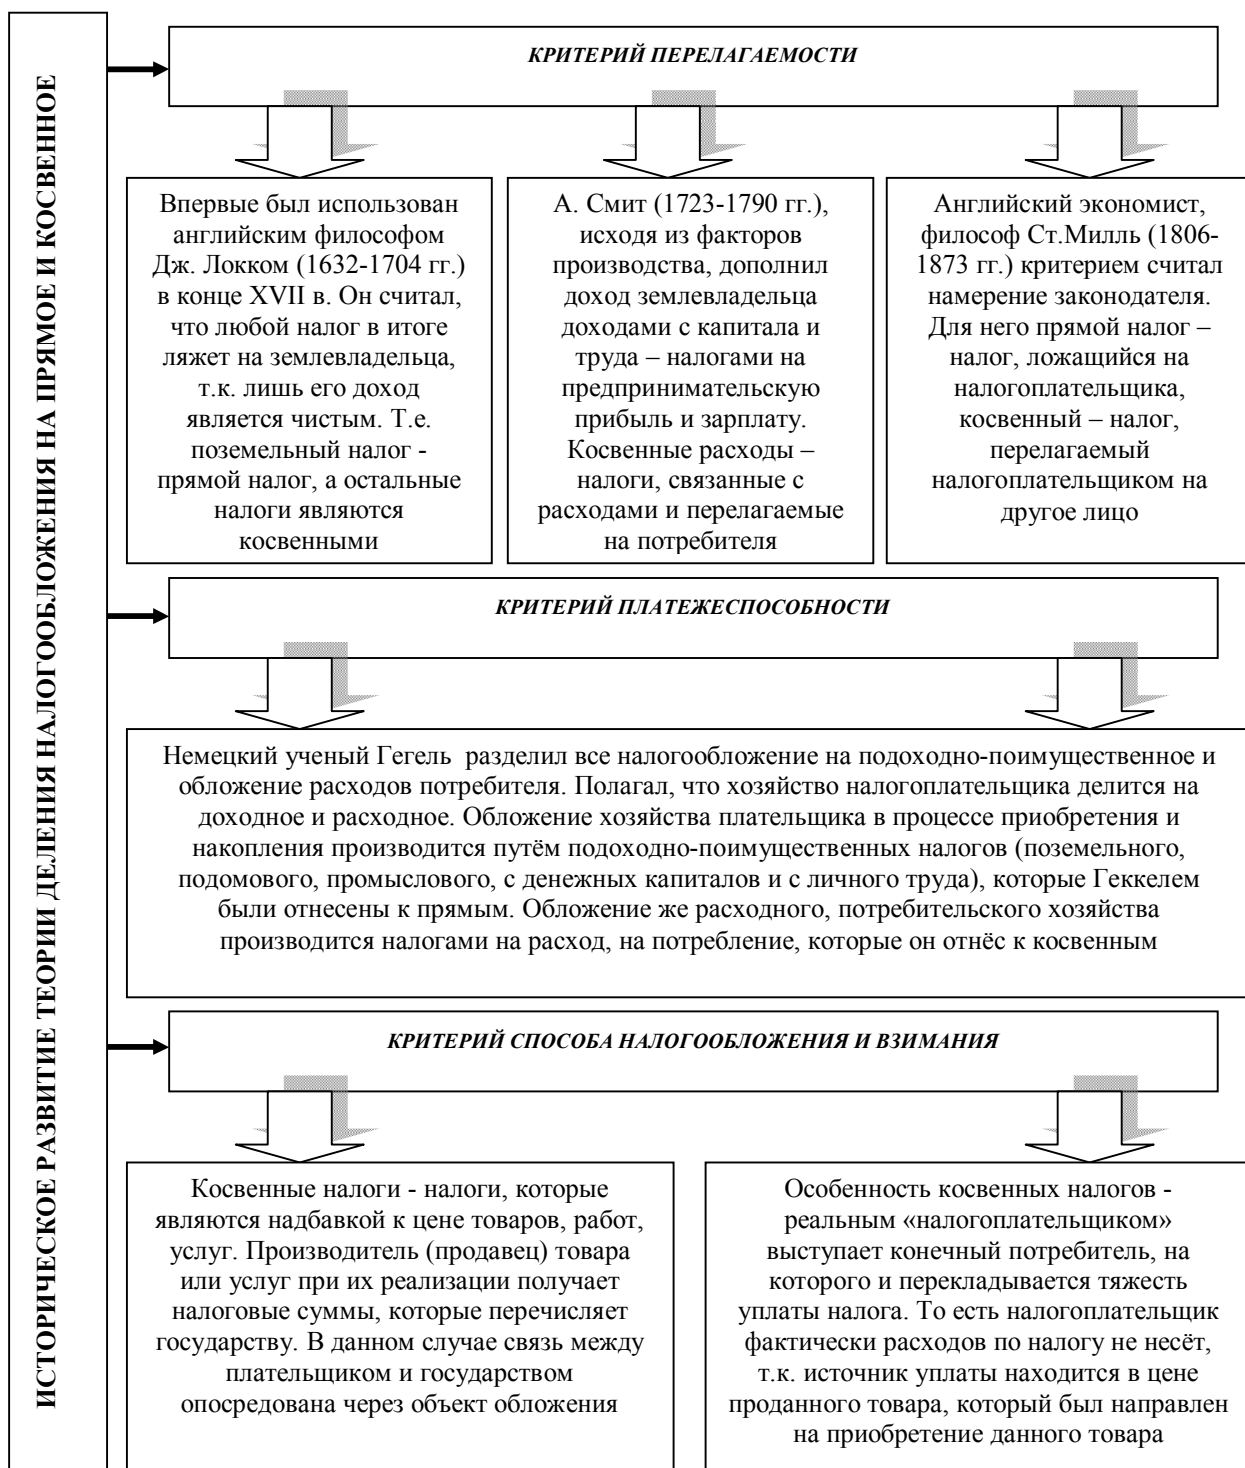 ИСТОРИЧЕСКОЕ РАЗВИТИЕ ТЕОРИИ ДЕЛЕНИЯ НАЛОГООБЛОЖЕНИЯ НА ПРЯМОЕ И КОСВЕННОЕ
КРИТЕРИЙ ПЕРЕЛАГАЕМОСТИ
Впервые был использован
английским философом
Дж. Локком (1632-1704 гг.)
в конце XVII в. Он считал,
что любой налог в итоге
ляжет на землевладельца,
т.к. лишь его доход
является чистым. Т.е.
поземельный налог -
прямой налог, а остальные
налоги являются
косвенными
А. Смит (1723-1790 гг.),
исходя из факторов
производства, дополнил
доход землевладельца
доходами с капитала и
труда – налогами на
предпринимательскую
прибыль и зарплату.
Косвенные расходы –
налоги, связанные с
расходами и перелагаемые
на потребителя
Английский экономист,
философ Ст.Милль (1806-
1873 гг.) критерием считал
намерение законодателя.
Для него прямой налог –
налог, ложащийся на
налогоплательщика,
косвенный – налог,
перелагаемый
налогоплательщиком на
другое лицо
КРИТЕРИЙ ПЛАТЕЖЕСПОСОБНОСТИ
Немецкий ученый Гегель разделил все налогообложение на подоходно-поимущественное и
обложение расходов потребителя. Полагал, что хозяйство налогоплательщика делится на
доходное и расходное. Обложение хозяйства плательщика в процессе приобретения и
накопления производится путём подоходно-поимущественных налогов (поземельного,
подомового, промыслового, с денежных капиталов и с личного труда), которые Геккелем
были отнесены к прямым. Обложение же расходного, потребительского хозяйства
производится налогами на расход, на потребление, которые он отнёс к косвенным
КРИТЕРИЙ СПОСОБА НАЛОГООБЛОЖЕНИЯ И ВЗИМАНИЯ
Косвенные налоги - налоги, которые
являются надбавкой к цене товаров, работ,
услуг. Производитель (продавец) товара
или услуг при их реализации получает
налоговые суммы, которые перечисляет
государству. В данном случае связь между
плательщиком и государством
опосредована через объект обложения
Особенность косвенных налогов -
реальным «налогоплательщиком»
выступает конечный потребитель, на
которого и перекладывается тяжесть
уплаты налога. То есть налогоплательщик
фактически расходов по налогу не несёт,
т.к. источник уплаты находится в цене
проданного товара, который был направлен
на приобретение данного товара